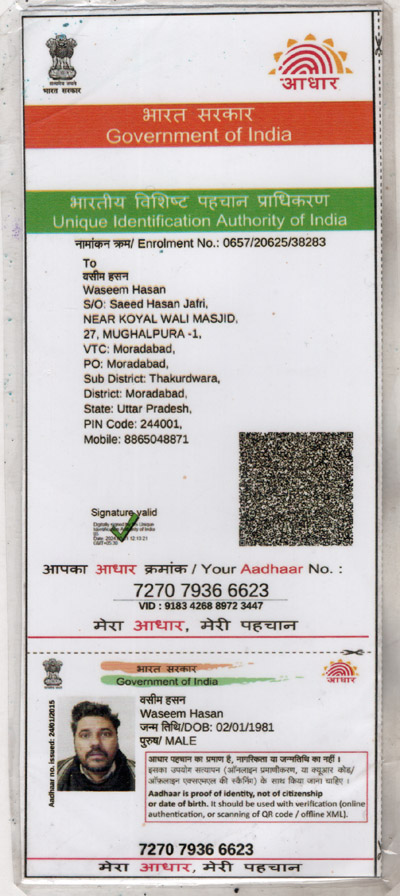 भारत सरकार
आधार
भारत सरकार
Government of India
भारतीय विशिष्ट पहचान प्राधिकरण
Unique Identification Authority of India
नामांकन क्रम/ Enrolment No.: 0657/20625/38283
To
वसीम हसन
Waseem Hasan
S/O: Saeed Hasan Jafri,
NEAR KOYAL WALI MASJID,
27, MUGHALPURA -1,
VTC: Moradabad,
PO: Moradabad,
Sub District: Thakurdwara,
District: Moradabad,
State: Uttar Pradesh,
PIN Code: 244001,
Mobile: 8865048871
Signature valid
आपका आधार क्रमांक / Your Aadhaar No. :
7270 7936 6623
VID : 9183 4268 8972 3447
मेरा आधार, मेरी पहचान
भारत सरकार
Government of India
आधार
Aadhaar no. issued: 24/01/2015
वसीम हसन
Waseem Hasan
जन्म तिथि/DOB: 02/01/1981
पुरुष/ MALE
आधार पहचान का प्रमाण है, नागरिकता या जन्मतिथि का नहीं ।
इसका उपयोग सत्यापन (ऑनलाइन प्रमाणीकरण, या क्यूआर कोड/
ऑफलाइन एक्सएमएल की स्कैनिंग) के साथ किया जाना चाहिए ।
Aadhaar is proof of identity, not of citizenship
or date of birth. It should be used with verification (online
authentication, or scanning of QR code / offline XML).
7270 7936 6623
मेरा आधार, मेरी पहचान